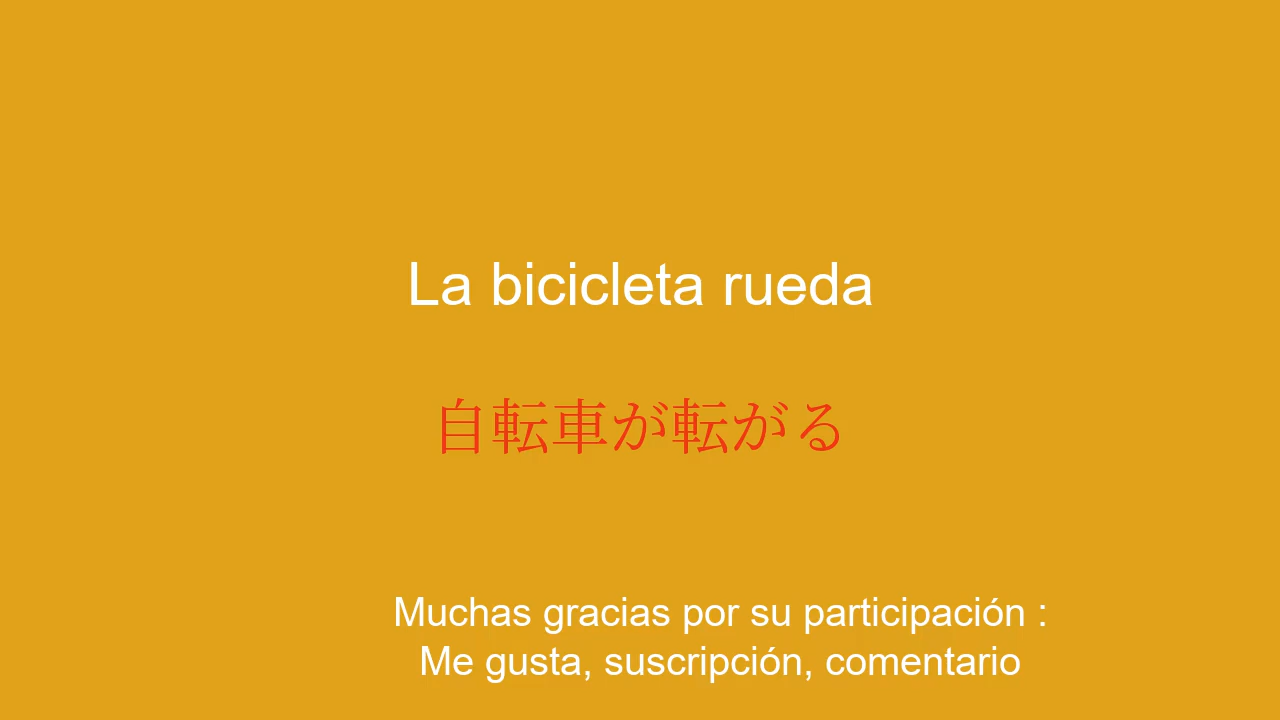 La bicicleta rueda
自転車が転がる
Muchas gracias por su participación :
Me gusta, suscripción, comentario